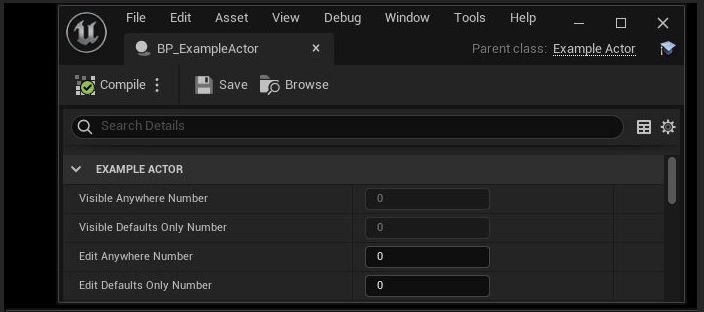 File Edit Asset View Debug Window Tools Help
BP_ExampleActor
Parent class: Example Actor
Compile Save Browse
Search Details
EXAMPLE ACTOR
Visible Anywhere Number 0
Visible Defaults Only Number 0
Edit Anywhere Number 0
Edit Defaults Only Number 0